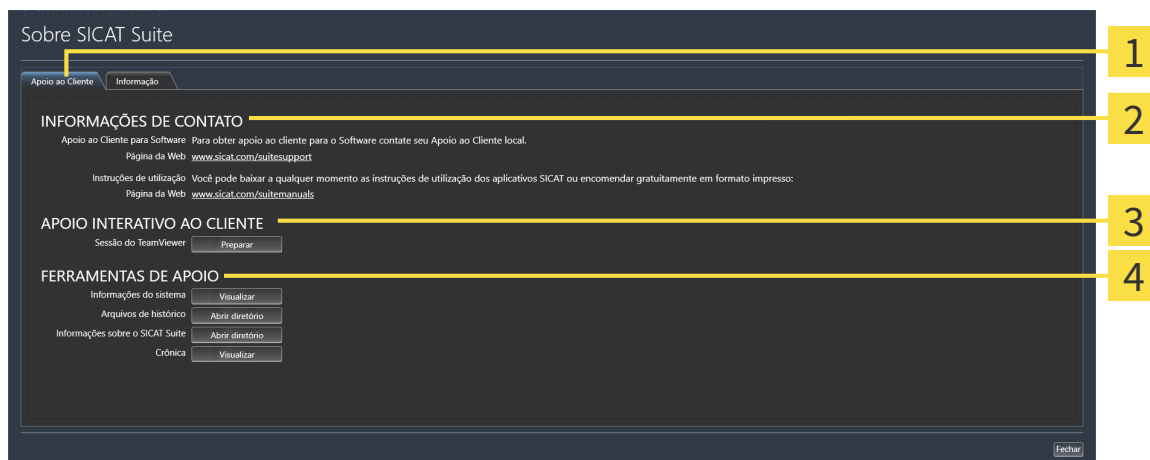 Sobre SICAT Suite
1
Apoio ao Cliente Informação
INFORMAÇÕES DE CONTATO
2
Apoio ao Cliente para Software Para obter apoio ao cliente para o Software contate seu Apoio ao Cliente local.
Página da Web www.sicat.com/suitesupport
Instruções de utilização Você pode baixar a qualquer momento as instruções de utilização dos aplicativos SICAT ou encomendar gratuitamente em formato impresso:
Página da Web www.sicat.com/suitemanuals
APOIO INTERATIVO AO CLIENTE
3
Sessão do TeamViewer Preparar
FERRAMENTAS DE APOIO
4
Informações do sistema Visualizar
Arquivos de histórico Abrir diretório
Informações sobre o SICAT Suite Abrir diretório
Crônica Visualizar
Fechar